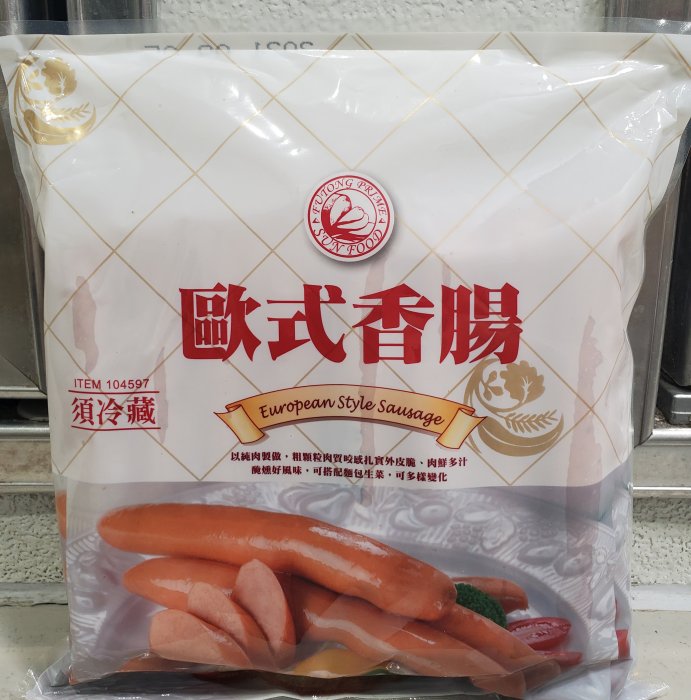 FUTONG PRIME
SUN FOOD
歐式香腸
ITEM 104597
須冷藏
European Style Sausage
以純肉製做，粗顆粒肉質咬感扎實外皮脆、肉鮮多汁
醃燻好風味，可搭配麵包生菜，可多樣變化